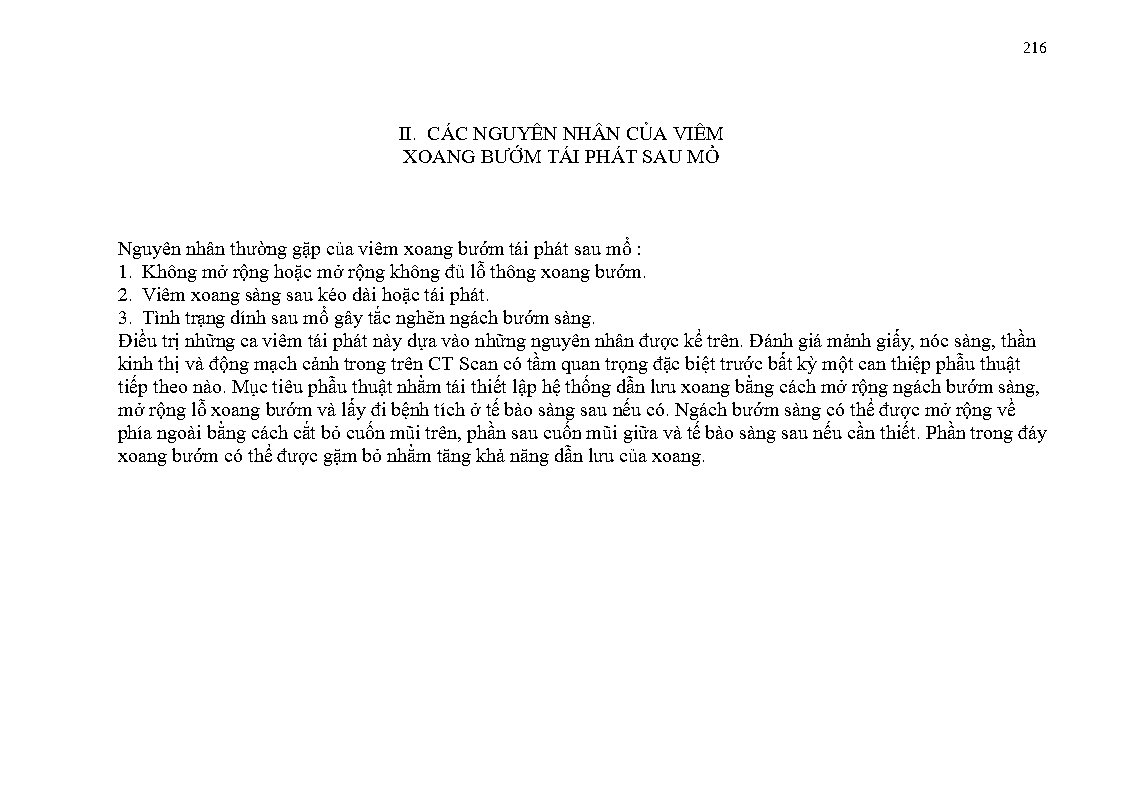 216
II. CÁC NGUYÊN NHÂN CỦA VIÊM
XOANG BƯỚM TÁI PHÁT SAU MỎ
Nguyên nhân thường gặp của viêm xoang bướm tái phát sau mổ :
1. Không mở rộng hoặc mở rộng không đủ lỗ thông xoang bướm.
2. Viêm xoang sàng sau kéo dài hoặc tái phát.
3. Tình trạng dính sau mổ gây tắc nghẽn ngách bướm sàng.
Điều trị những ca viêm tái phát này dựa vào những nguyên nhân được kể trên. Đánh giá mảnh giấy, nóc sàng, thần
kinh thị và động mạch cảnh trong trên CT Scan có tầm quan trọng đặc biệt trước bất kỳ một can thiệp phẫu thuật
tiếp theo nào. Mục tiêu phẫu thuật nhằm tái thiết lập hệ thống dẫn lưu xoang bằng cách mở rộng ngách bướm sàng,
mở rộng lỗ xoang bướm và lấy đi bệnh tích ở tế bào sàng sau nếu có. Ngách bướm sàng có thể được mở rộng về
phía ngoài bằng cách cắt bỏ cuốn mũi trên, phần sau cuốn mũi giữa và tế bào sàng sau nếu cần thiết. Phần trong đáy
xoang bướm có thể được gặm bỏ nhằm tăng khả năng dẫn lưu của xoang.